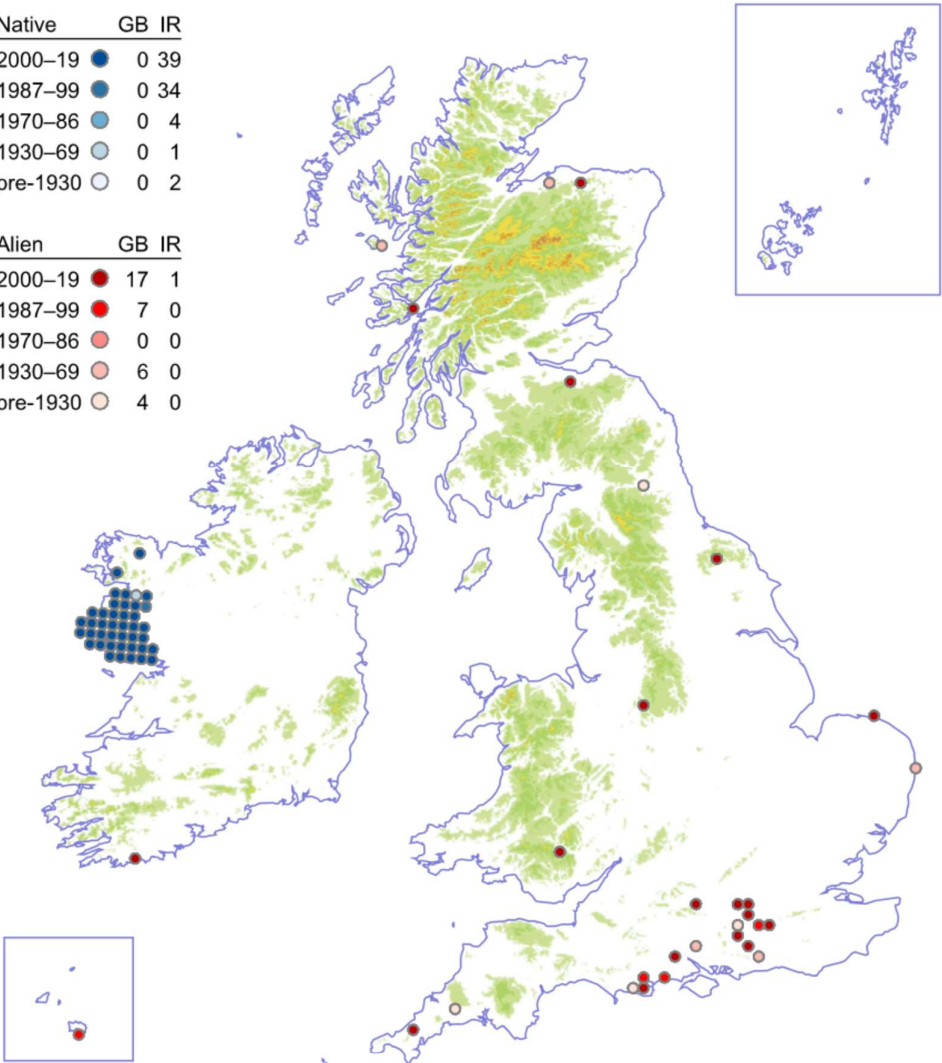 Native GB IR
2000–19 0 39
1987–99 0 34
1970–86 0 4
1930–69 0 1
pre-1930 0 2
Alien GB IR
2000–19 17 1
1987–99 7 0
1970–86 0 0
1930–69 6 0
pre-1930 4 0